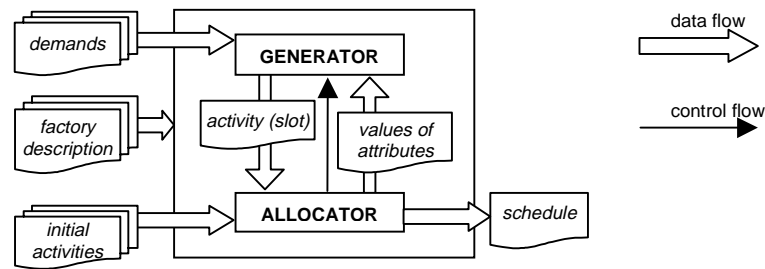 demands
GENERATOR
data flow
factory
description
activity (slot)
values of
attributes
control flow
initial
activities
ALLOCATOR
schedule